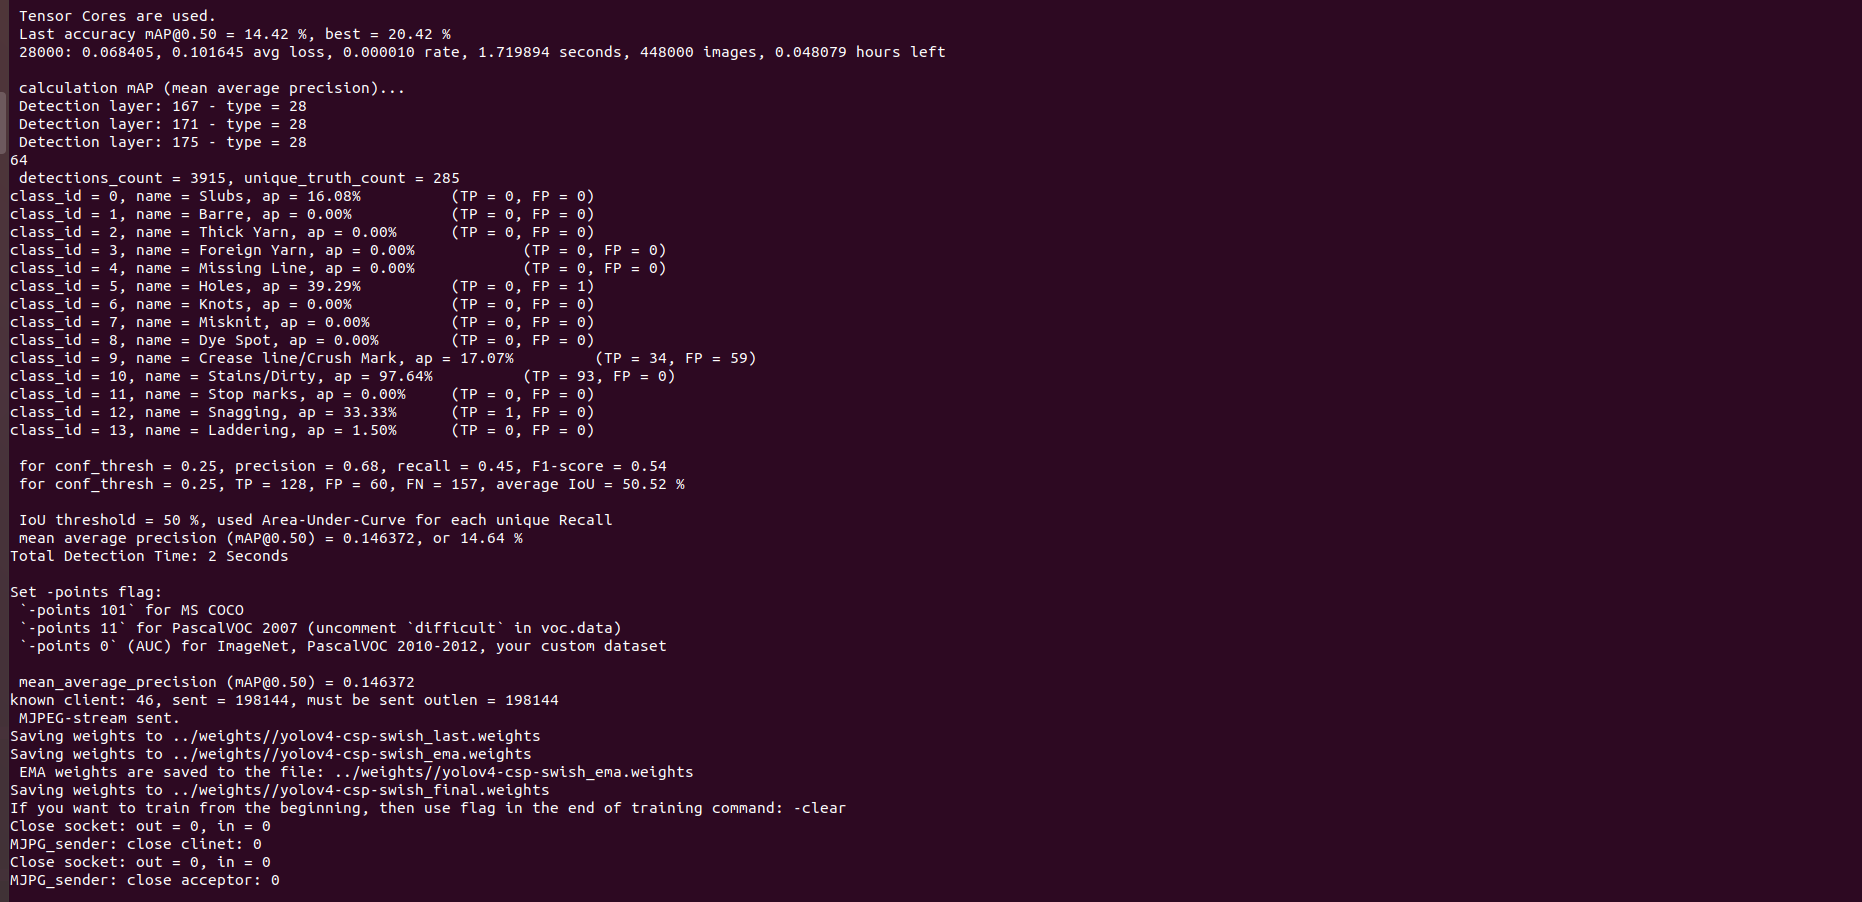 Tensor Cores are used.
Last accuracy mAP@0.50 = 14.42 %, best = 20.42 %
28000: 0.068405, 0.101645 avg loss, 0.000010 rate, 1.719894 seconds, 448000 images, 0.048079 hours left
calculation mAP (mean average precision)...
Detection layer: 167 - type = 28
Detection layer: 171 - type = 28
Detection layer: 175 - type = 28
64
detections_count = 3915, unique_truth_count = 285
class_id = 0, name = Slubs, ap = 16.08% (TP = 0, FP = 0)
class_id = 1, name = Barre, ap = 0.00% (TP = 0, FP = 0)
class_id = 2, name = Thick Yarn, ap = 0.00% (TP = 0, FP = 0)
class_id = 3, name = Foreign Yarn, ap = 0.00% (TP = 0, FP = 0)
class_id = 4, name = Missing Line, ap = 0.00% (TP = 0, FP = 0)
class_id = 5, name = Holes, ap = 39.29% (TP = 0, FP = 1)
class_id = 6, name = Knots, ap = 0.00% (TP = 0, FP = 0)
class_id = 7, name = Misknit, ap = 0.00% (TP = 0, FP = 0)
class_id = 8, name = Dye Spot, ap = 0.00% (TP = 0, FP = 0)
class_id = 9, name = Crease line/Crush Mark, ap = 17.07% (TP = 34, FP = 59)
class_id = 10, name = Stains/Dirty, ap = 97.64% (TP = 93, FP = 0)
class_id = 11, name = Stop marks, ap = 0.00% (TP = 0, FP = 0)
class_id = 12, name = Snagging, ap = 33.33% (TP = 1, FP = 0)
class_id = 13, name = Laddering, ap = 1.50% (TP = 0, FP = 0)
for conf_thresh = 0.25, precision = 0.68, recall = 0.45, F1-score = 0.54
for conf_thresh = 0.25, TP = 128, FP = 60, FN = 157, average IoU = 50.52 %
IoU threshold = 50 %, used Area-Under-Curve for each unique Recall
mean average precision (mAP@0.50) = 0.146372, or 14.64 %
Total Detection Time: 2 Seconds
Set -points flag:
`-points 101` for MS COCO
`-points 11` for PascalVOC 2007 (uncomment `difficult` in voc.data)
`-points 0` (AUC) for ImageNet, PascalVOC 2010-2012, your custom dataset
mean_average_precision (mAP@0.50) = 0.146372
known client: 46, sent = 198144, must be sent outlen = 198144
MJPEG-stream sent.
Saving weights to ../weights//yolov4-csp-swish_last.weights
Saving weights to ../weights//yolov4-csp-swish_ema.weights
EMA weights are saved to the file: ../weights//yolov4-csp-swish_ema.weights
Saving weights to ../weights//yolov4-csp-swish_final.weights
If you want to train from the beginning, then use flag in the end of training command: -clear
Close socket: out = 0, in = 0
MJPG_sender: close clinet: 0
Close socket: out = 0, in = 0
MJPG_sender: close acceptor: 0